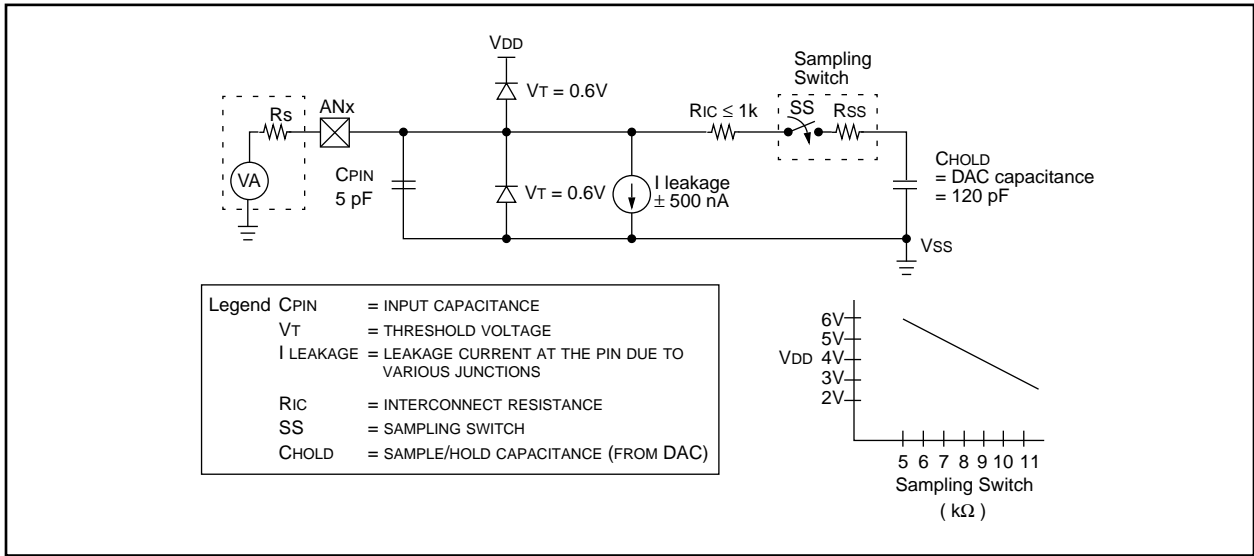 VDD
Sampling
Switch
VT = 0.6V
ANx
RS
RIC ≤ 1k
SS
RSS
VA
CPIN
5 pF
VT = 0.6V
I leakage
± 500 nA
CHOLD
= DAC capacitance
= 120 pF
VSS
Legend CPIN = INPUT CAPACITANCE
VT = THRESHOLD VOLTAGE
I LEAKAGE = LEAKAGE CURRENT AT THE PIN DUE TO
VARIOUS JUNCTIONS
RIC = INTERCONNECT RESISTANCE
SS = SAMPLING SWITCH
CHOLD = SAMPLE/HOLD CAPACITANCE (FROM DAC)
6V
5V
VDD 4V
3V
2V
5 6 7 8 9 10 11
Sampling Switch
( kΩ )